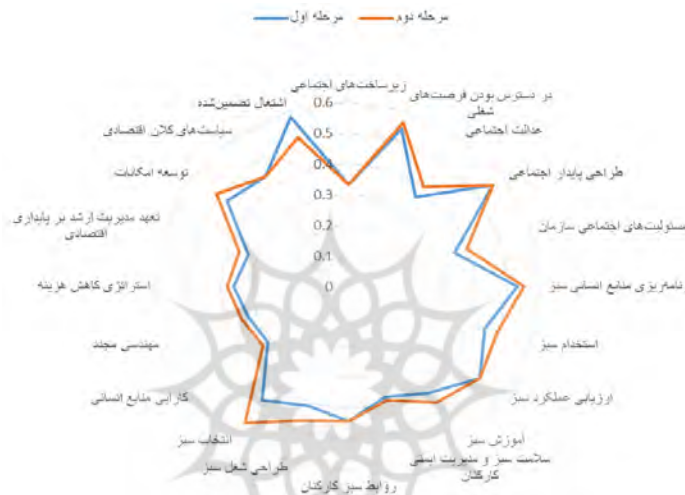 مرحله اول
مرحله دوم
زیرساخت‌های اجتماعی
در دسترس بودن فرصت‌های
شغلی
عدالت اجتماعی
طراحی پایدار اجتماعی
مسئولیت‌های اجتماعی سازمان
نامه‌ریزی منابع انسانی سبز
استخدام سبز
ارزیابی عملکرد سبز
آموزش سبز
سلامت سبز و مدیریت ایمنی
کارکنان
روابط سبز کارکنان
طراحی شغل سبز
انتخاب سبز
کارایی منابع انسانی
مهندسی مجدد
استراتژی کاهش هزینه
تعهد مدیریت ارشد بر پایداری
اقتصادی
توسعه امکانات
سیاست‌های کلان اقتصادی
اشتغال تضمین‌شده
0.6
0.5
0.4
0.3
0.2
0.1
0